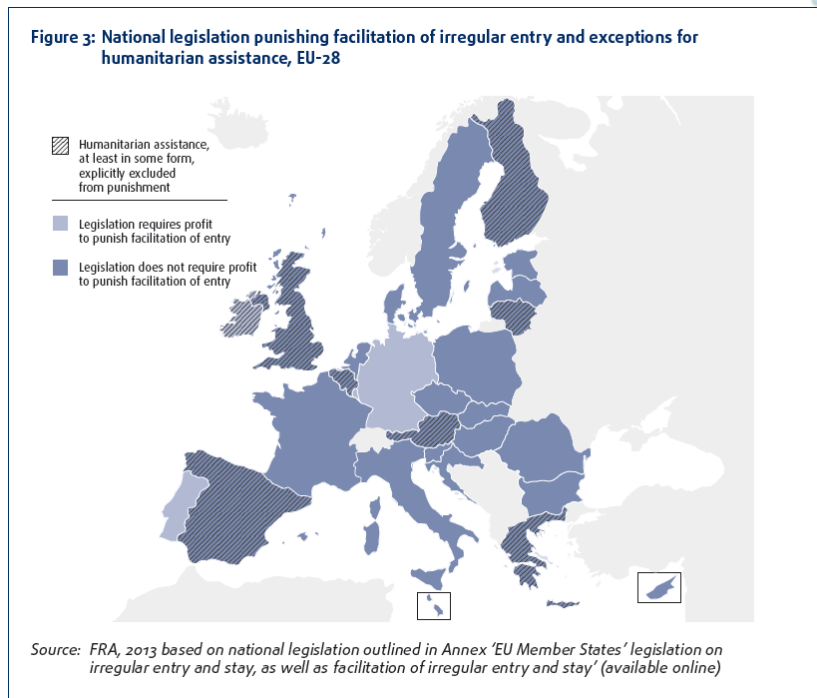 Figure 3: National legislation punishing facilitation of irregular entry and exceptions for
humanitarian assistance, EU-28
Humanitarian assistance,
at least in some form,
explicitly excluded
from punishment
Legislation requires profit
to punish facilitation of entry
Legislation does not require profit
to punish facilitation of entry
Source: FRA, 2013 based on national legislation outlined in Annex ‘EU Member States’ legislation on
irregular entry and stay, as well as facilitation of irregular entry and stay’ (available online)